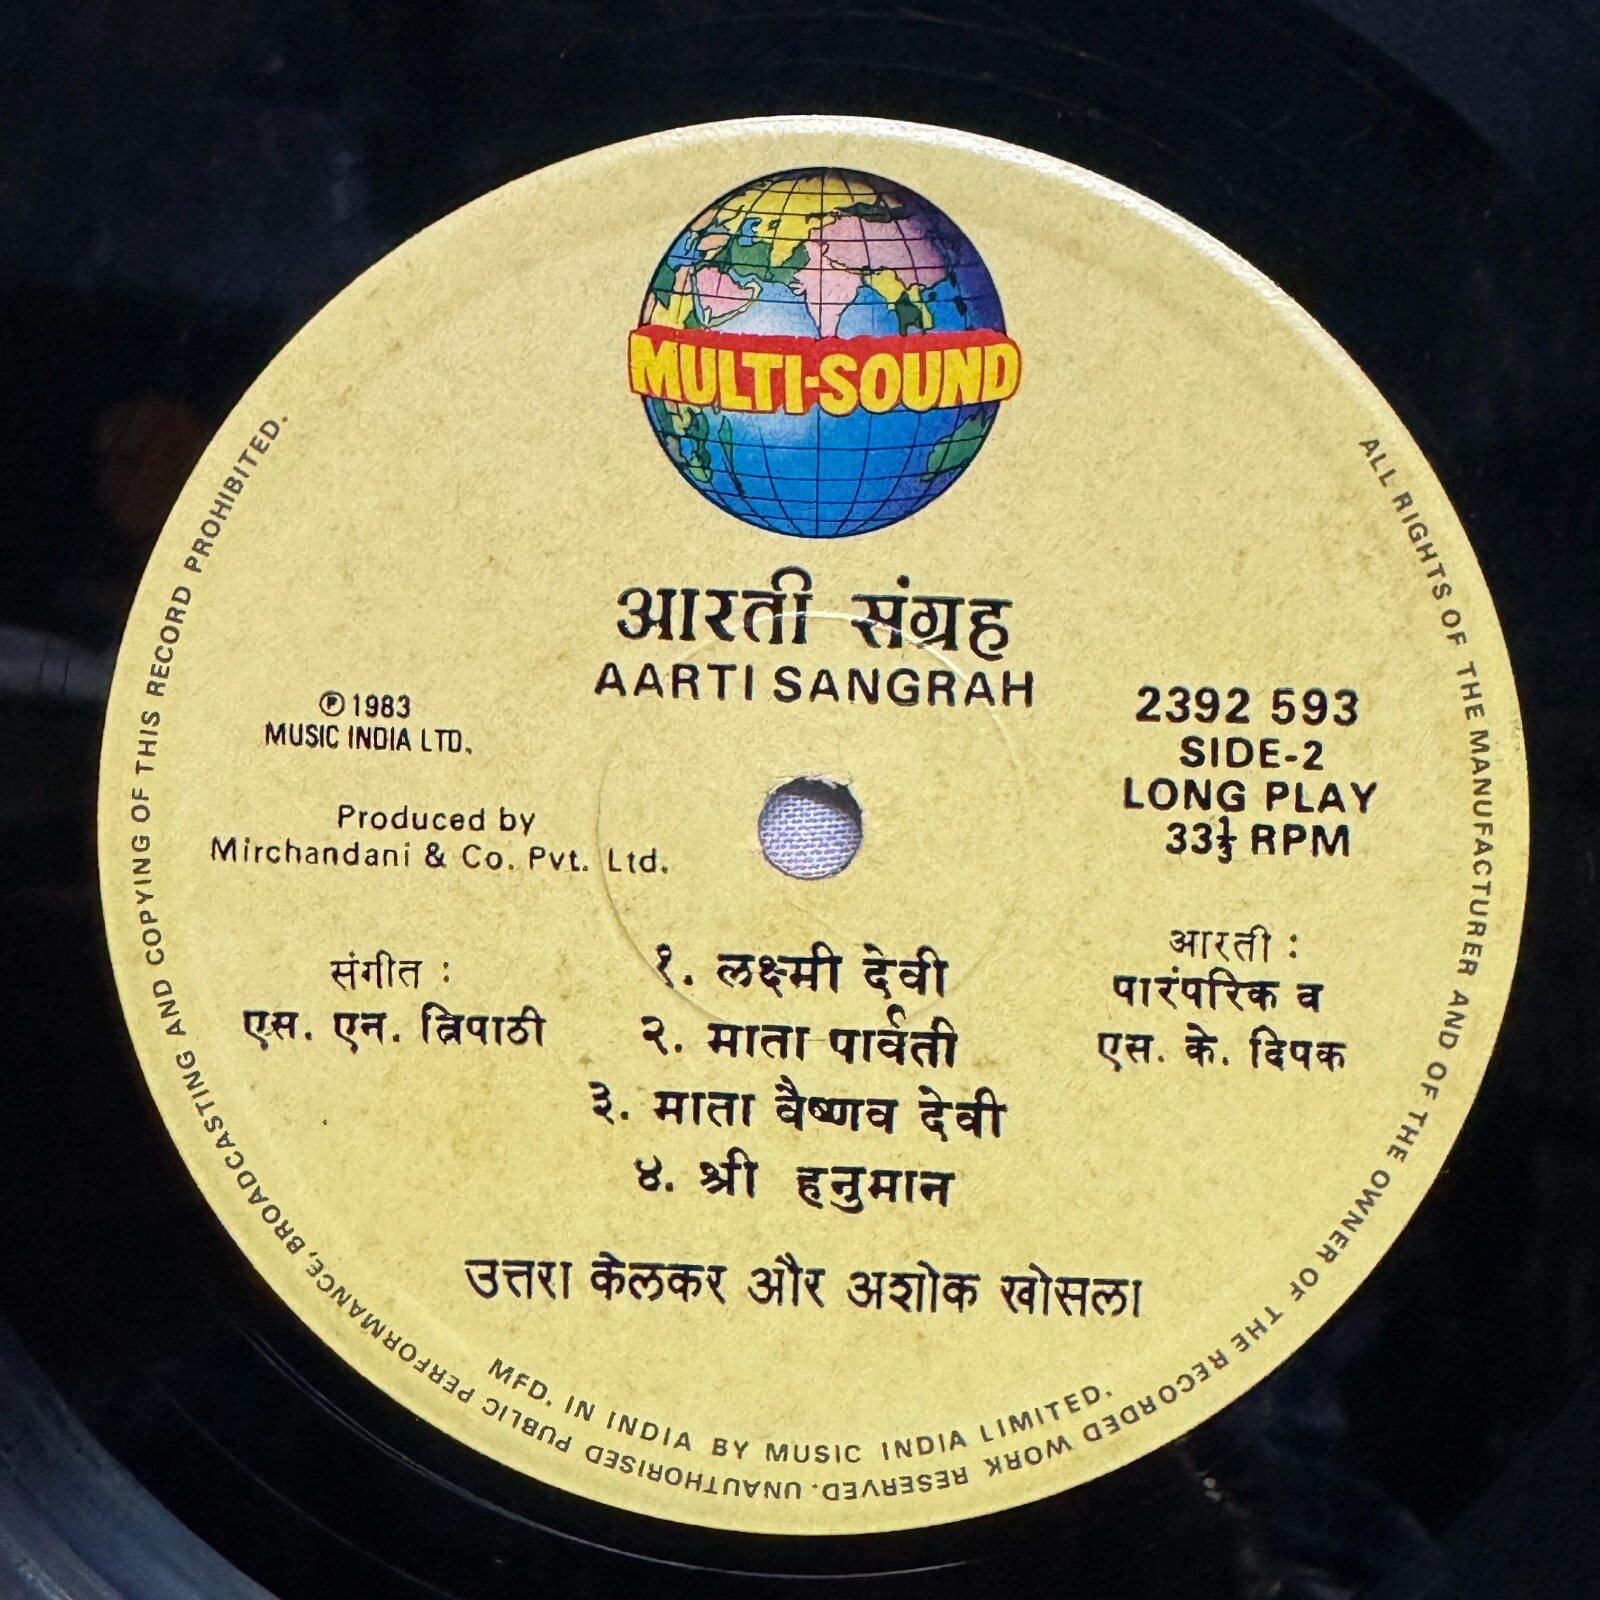 MULTI-SOUND
आरती संग्रह
AARTI SANGRAH
Ⓟ 1983
MUSIC INDIA LTD.
Produced by
Mirchandani & Co. Pvt. Ltd.
2392 593
SIDE-2
LONG PLAY
33⅓ RPM
संगीत :
एस. एन. त्रिपाठी
१. लक्ष्मी देवी
२. माता पार्वती
३. माता वैष्णव देवी
४. श्री हनुमान
आरती :
पारंपरिक व
एस. के. दिपक
उत्तरा केलकर और अशोक खोसला
MFD. IN INDIA BY MUSIC INDIA LIMITED.
ALL RIGHTS OF THE MANUFACTURER AND OF THE OWNER OF THE RECORDED WORK RESERVED. UNAUTHORISED PUBLIC PERFORMANCE, BROADCASTING AND COPYING OF THIS RECORD PROHIBITED.